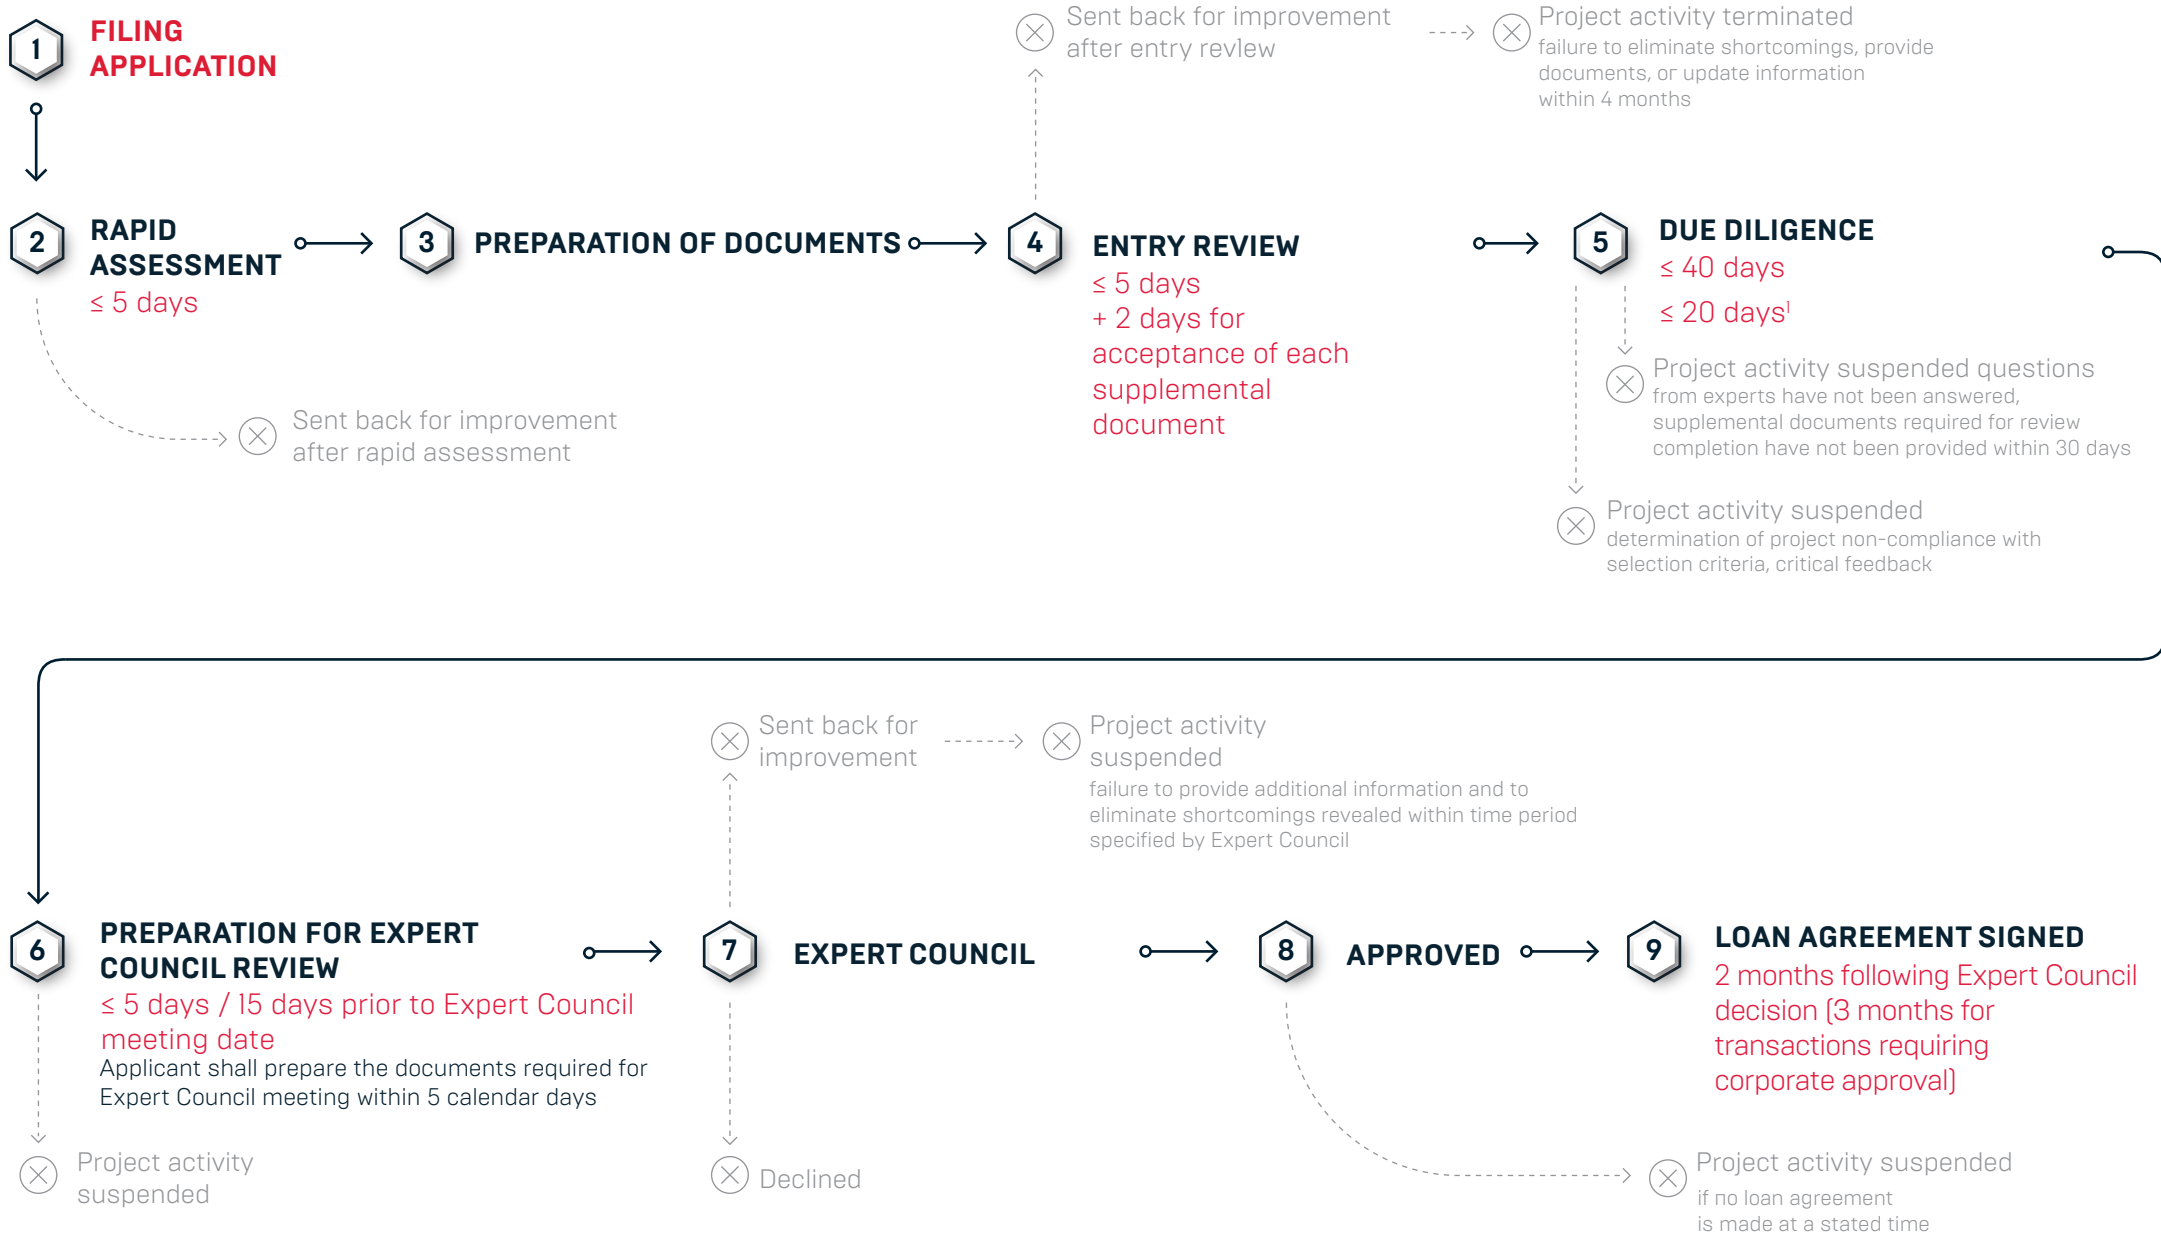 1
FILING
APPLICATION
Sent back for improvement
after entry review
Project activity terminated
failure to eliminate shortcomings, provide
documents, or update information
within 4 months
2
RAPID
ASSESSMENT
≤ 5 days
3
PREPARATION OF DOCUMENTS
4
ENTRY REVIEW
≤ 5 days
+ 2 days for
acceptance of each
supplemental
document
5
DUE DILIGENCE
≤ 40 days
≤ 20 days¹
Sent back for improvement
after rapid assessment
Project activity suspended questions
from experts have not been answered,
supplemental documents required for review
completion have not been provided within 30 days
Project activity suspended
determination of project non-compliance with
selection criteria, critical feedback
Sent back for
improvement
Project activity
suspended
failure to provide additional information and to
eliminate shortcomings revealed within time period
specified by Expert Council
6
PREPARATION FOR EXPERT
COUNCIL REVIEW
≤ 5 days / 15 days prior to Expert Council
meeting date
Applicant shall prepare the documents required for
Expert Council meeting within 5 calendar days
7
EXPERT COUNCIL
8
APPROVED
9
LOAN AGREEMENT SIGNED
2 months following Expert Council
decision (3 months for
transactions requiring
corporate approval)
Project activity
suspended
Declined
Project activity suspended
if no loan agreement
is made at a stated time